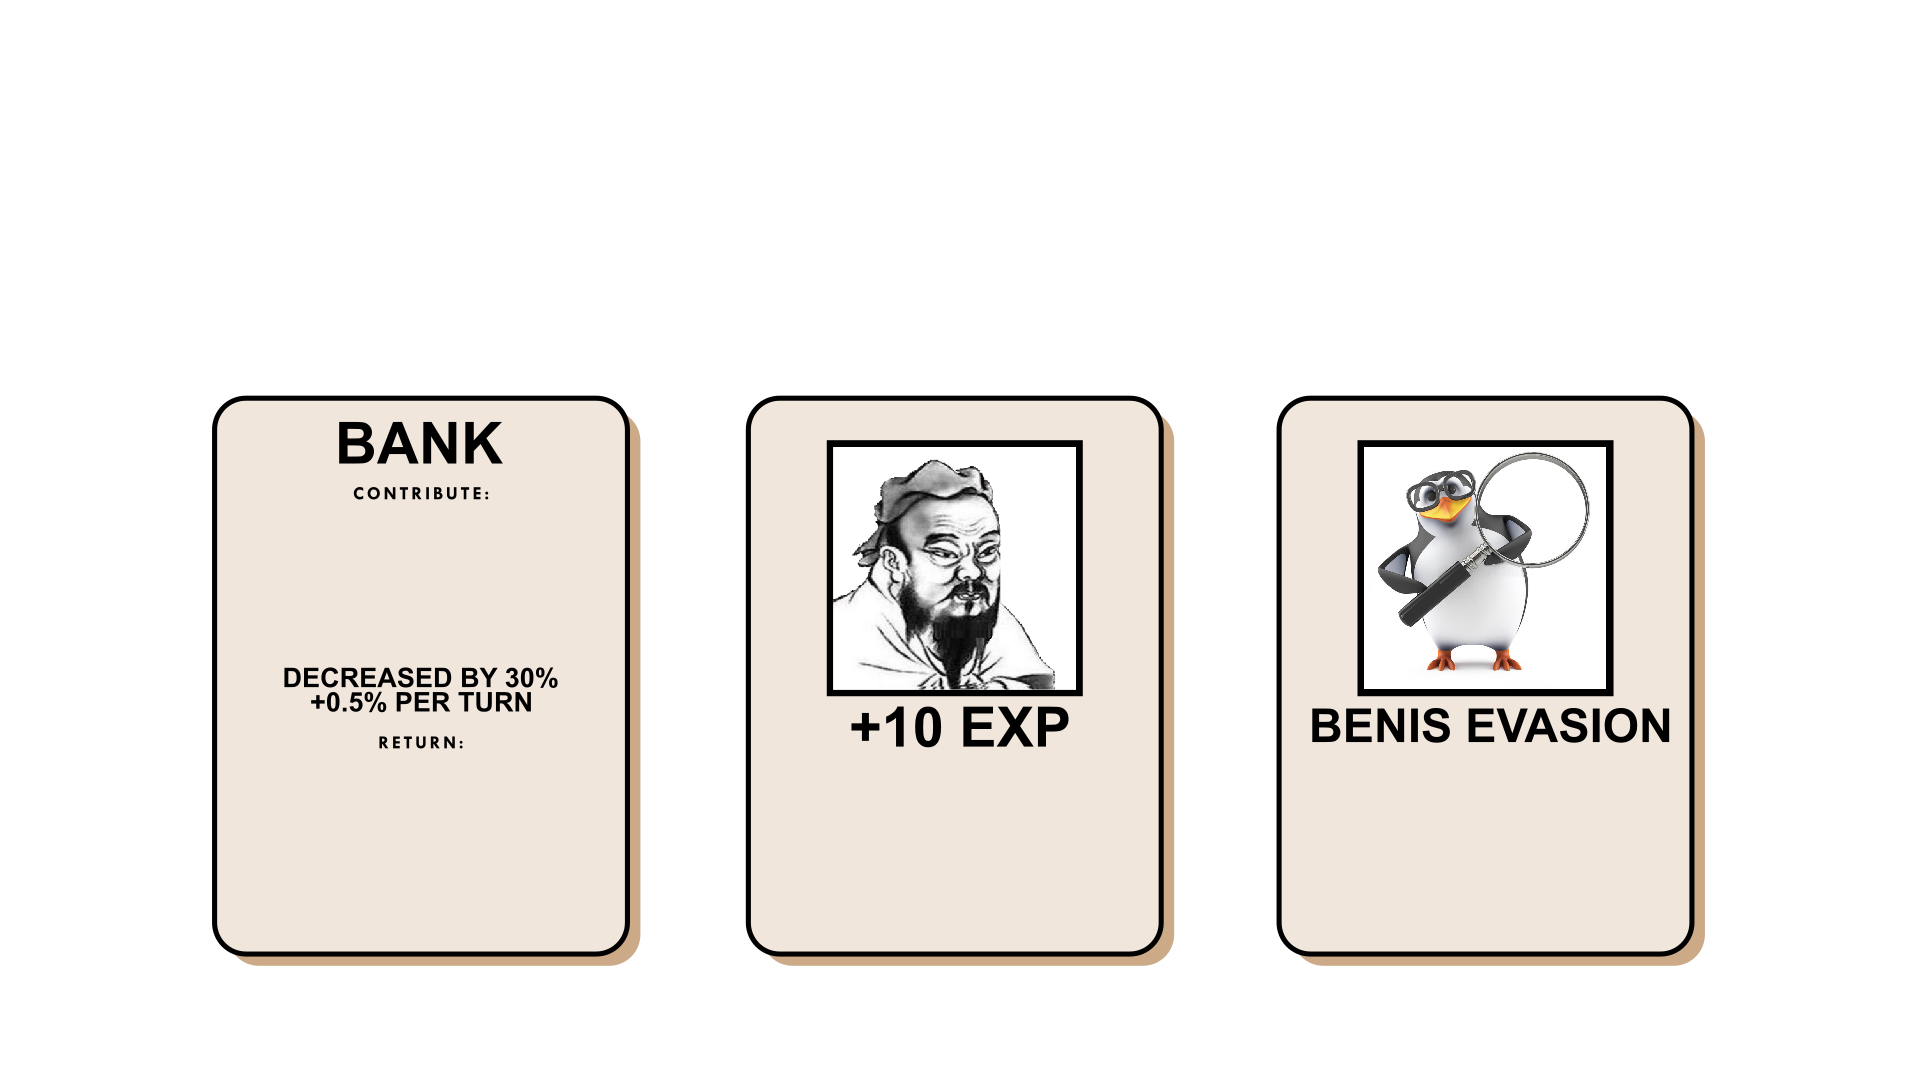 BANK
CONTRIBUTE:
DECREASED BY 30%
+0.5% PER TURN
RETURN:
+10 EXP
BENIS EVASION